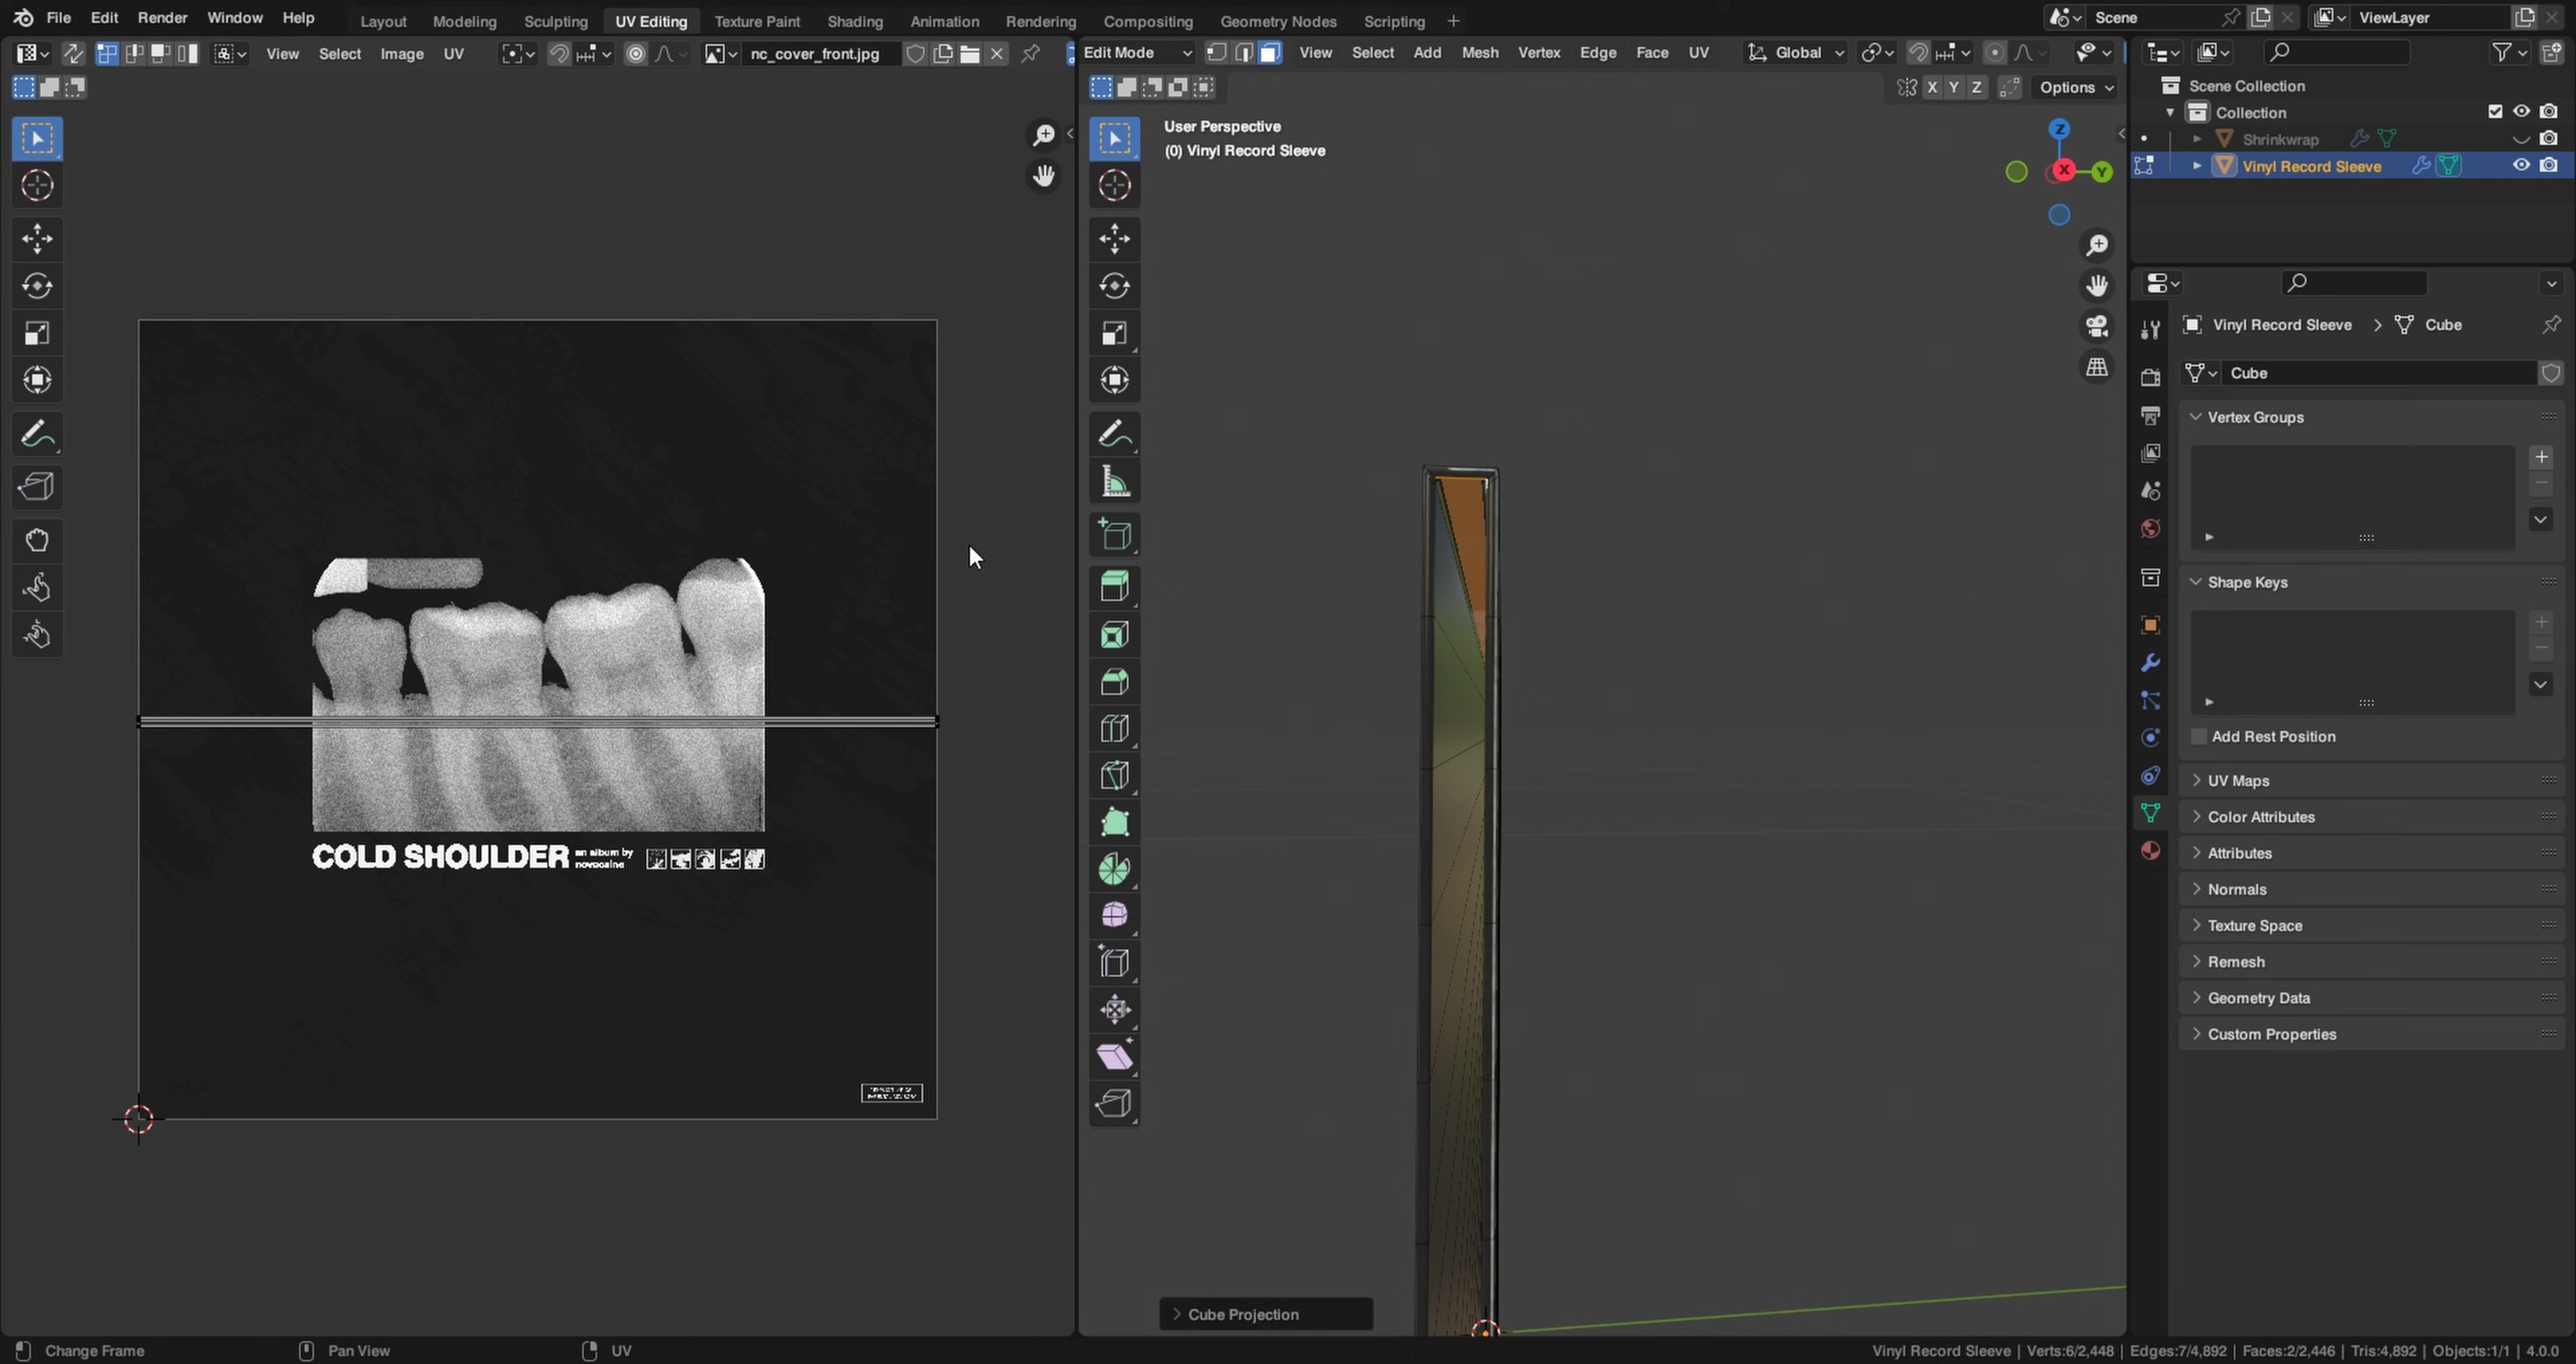 File Edit Render Window Help
Layout Modeling Sculpting UV Editing Texture Paint Shading Animation Rendering Compositing Geometry Nodes Scripting +
Scene
ViewLayer
View Select Image UV
nc_cover_front.jpg
Edit Mode
View Select Add Mesh Vertex Edge Face UV
Global
X Y Z
Options
User Perspective
(0) Vinyl Record Sleeve
Z
X
Y
Scene Collection
Collection
Shrinkwrap
Vinyl Record Sleeve
Vinyl Record Sleeve > Cube
Cube
Vertex Groups
Shape Keys
Add Rest Position
UV Maps
Color Attributes
Attributes
Normals
Texture Space
Remesh
Geometry Data
Custom Properties
COLD SHOULDER
an album by
novocaine
Cube Projection
Change Frame
Pan View
UV
Vinyl Record Sleeve | Verts:6/2,448 | Edges:7/4,892 | Faces:2/2,446 | Tris:4,892 | Objects:1/1 | 4.0.0